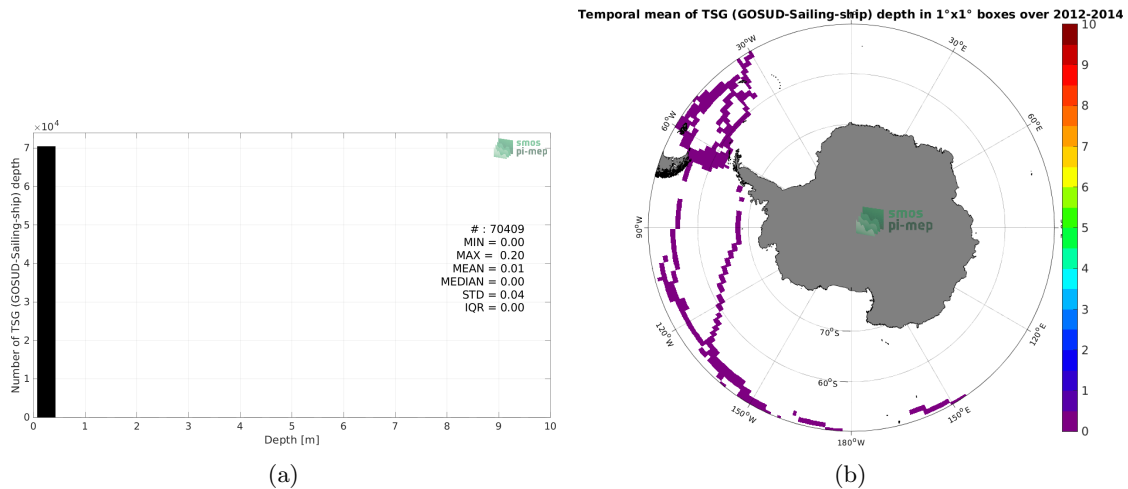 ×10⁴
7
6
5
4
3
2
1
0
Number of TSG (GOSUD-Sailing-ship) depth
smos
pi-mep
# : 70409
MIN = 0.00
MAX = 0.20
MEAN = 0.01
MEDIAN = 0.00
STD = 0.04
IQR = 0.00
0 1 2 3 4 5 6 7 8 9 10
Depth [m]
(a)
Temporal mean of TSG (GOSUD-Sailing-ship) depth in 1°x1° boxes over 2012-2014
30°W
30°E
60°W
60°E
90°W
smos
pi-mep
120°W
120°E
70°S
60°S
150°W
150°E
180°W
10
9
8
7
6
5
4
3
2
1
0
(b)